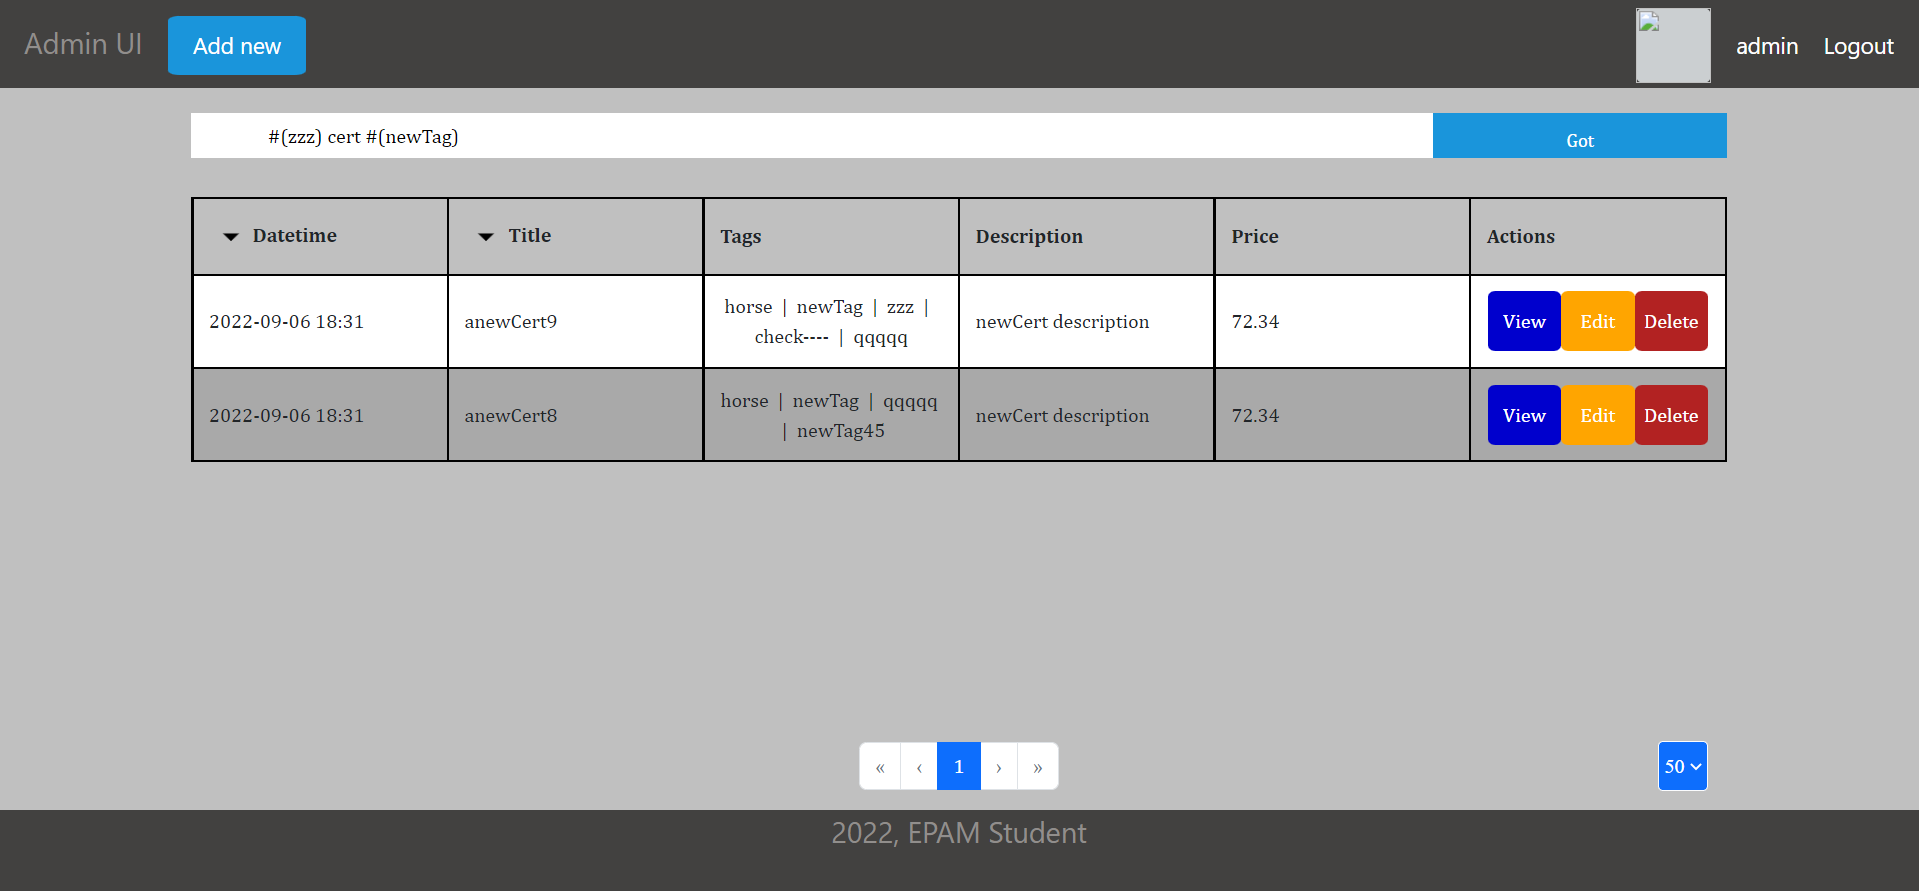 Admin UI Add new admin Logout
#(zzz) cert #(newTag) Got
Datetime Title Tags Description Price Actions
2022-09-06 18:31 anewCert9 horse | newTag | zzz | newCert description 72.34 View Edit Delete
check---- | qqqqq
2022-09-06 18:31 anewCert8 horse | newTag | qqqqq newCert description 72.34 View Edit Delete
| newTag45
« ‹ 1 › » 50
2022, EPAM Student